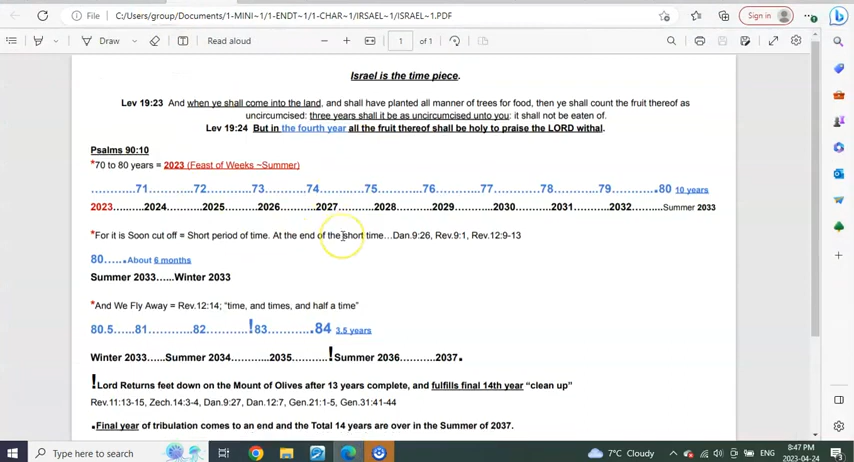 File
C:/Users/group/Documents/1-MINI~1/1-ENDT~1/1-CHAR~1/IRSAEL~1/ISRAEL~1.PDF
Sign in
Draw
Read aloud
1
of 1
Israel is the time piece.
Lev 19:23 And when ye shall come into the land, and shall have planted all manner of trees for food, then ye shall count the fruit thereof as
uncircumcised: three years shall it be as uncircumcised unto you: it shall not be eaten of.
Lev 19:24 But in the fourth year all the fruit thereof shall be holy to praise the LORD withal.
Psalms 90:10
*70 to 80 years = 2023 (Feast of Weeks ~Summer)
…………71…………72…………73…………74…………75…………76…………77…………78…………79…………80 10 years
2023………2024………2025………2026………2027………2028………2029………2030………2031………2032………Summer 2033
*For it is Soon cut off = Short period of time. At the end of the short time…Dan.9:26, Rev.9:1, Rev.12:9-13
80…..About 6 months
Summer 2033…...Winter 2033
*And We Fly Away = Rev.12:14; “time, and times, and half a time”
80.5…...81………...82………...!83………...84 3.5 years
Winter 2033…...Summer 2034………...2035………...!Summer 2036………2037.
!Lord Returns feet down on the Mount of Olives after 13 years complete, and fulfills final 14th year “clean up”
Rev.11:13-15, Zech.14:3-4, Dan.9:27, Dan.12:7, Gen.21:1-5, Gen.31:41-44
.Final year of tribulation comes to an end and the Total 14 years are over in the Summer of 2037.
Type here to search
7°C Cloudy
ENG
8:47 PM
2023-04-24
3